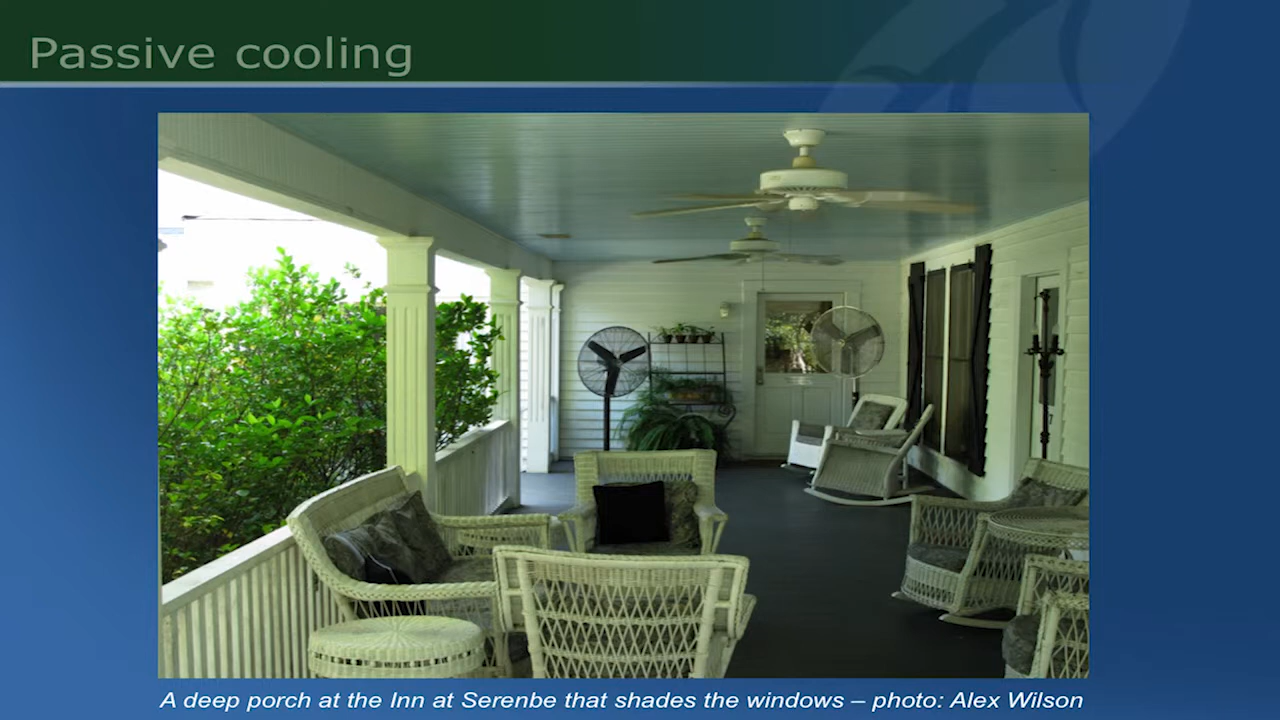 Passive cooling
A deep porch at the Inn at Serenbe that shades the windows – photo: Alex Wilson